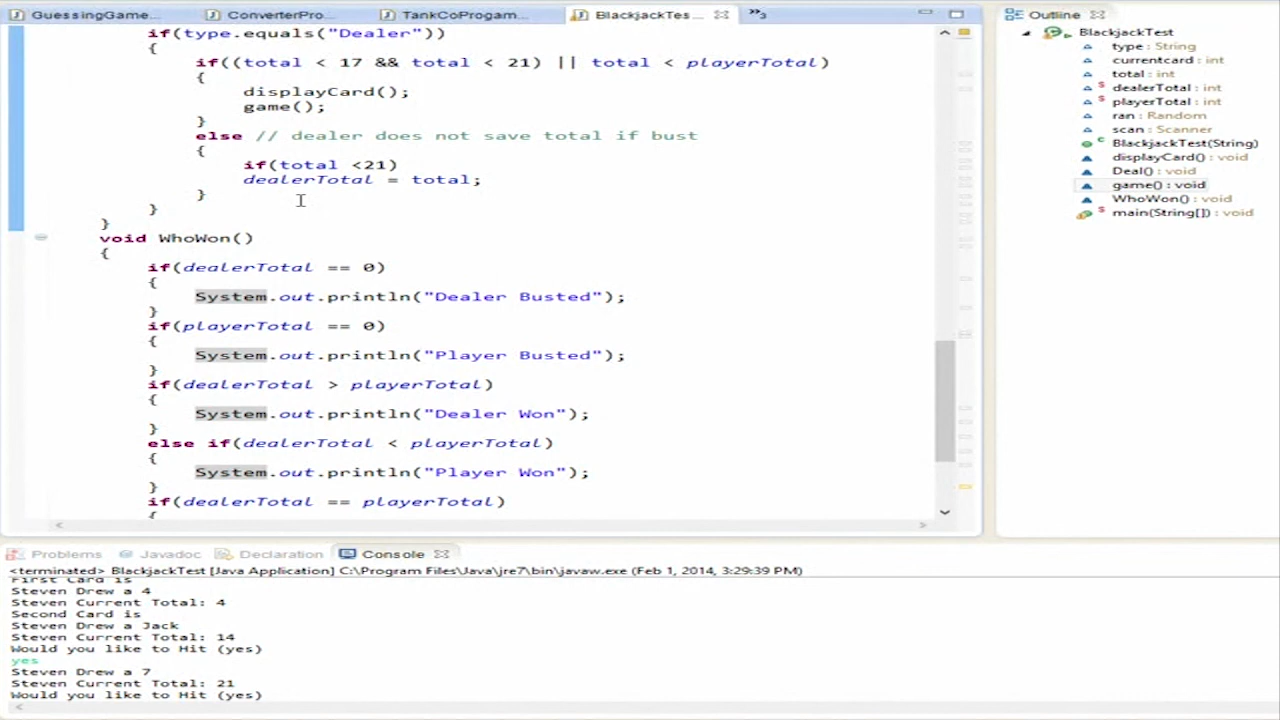 GuessingGame... ConverterPro... TankCoProgam... BlackjackTes... »3
if(type.equals("Dealer"))
{
if((total < 17 && total < 21) || total < playerTotal)
{
displayCard();
game();
}
else // dealer does not save total if bust
{
if(total <21)
dealerTotal = total;
}
}
}
void WhoWon()
{
if(dealerTotal == 0)
{
System.out.println("Dealer Busted");
}
if(playerTotal == 0)
{
System.out.println("Player Busted");
}
if(dealerTotal > playerTotal)
{
System.out.println("Dealer Won");
}
else if(dealerTotal < playerTotal)
{
System.out.println("Player Won");
}
if(dealerTotal == playerTotal)
{
Outline
BlackjackTest
type : String
currentcard : int
total : int
dealerTotal : int
playerTotal : int
ran : Random
scan : Scanner
BlackjackTest(String)
displayCard() : void
Deal() : void
game() : void
WhoWon() : void
main(String[]) : void
Problems Javadoc Declaration Console
<terminated> BlackjackTest [Java Application] C:\Program Files\Java\jre7\bin\javaw.exe (Feb 1, 2014, 3:29:39 PM)
First Card is
Steven Drew a 4
Steven Current Total: 4
Second Card is
Steven Drew a Jack
Steven Current Total: 14
Would you like to Hit (yes)
yes
Steven Drew a 7
Steven Current Total: 21
Would you like to Hit (yes)